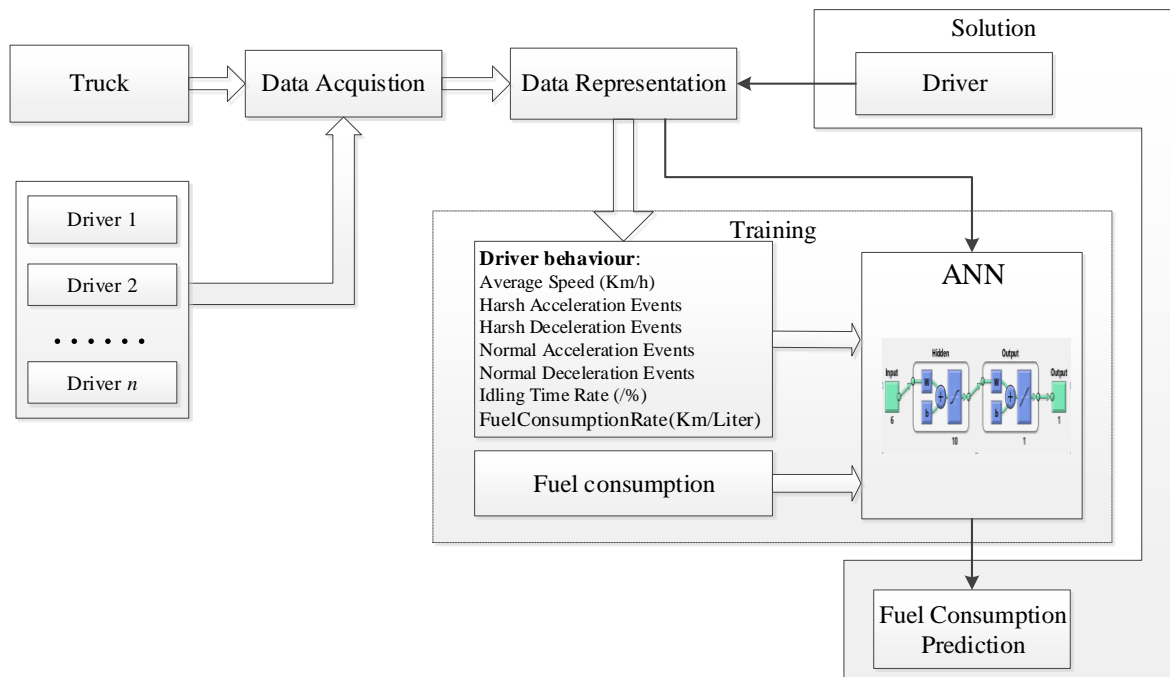 Solution
Truck
Data Acquistion
Data Representation
Driver
Driver 1
Driver 2
......
Driver n
Training
Driver behaviour:
Average Speed (Km/h)
Harsh Acceleration Events
Harsh Deceleration Events
Normal Acceleration Events
Normal Deceleration Events
Idling Time Rate (/%)
FuelConsumptionRate(Km/Liter)
Fuel consumption
ANN
Hidden
Output
Input
Output
W
W
+
+
b
b
6
10
1
1
Fuel Consumption
Prediction